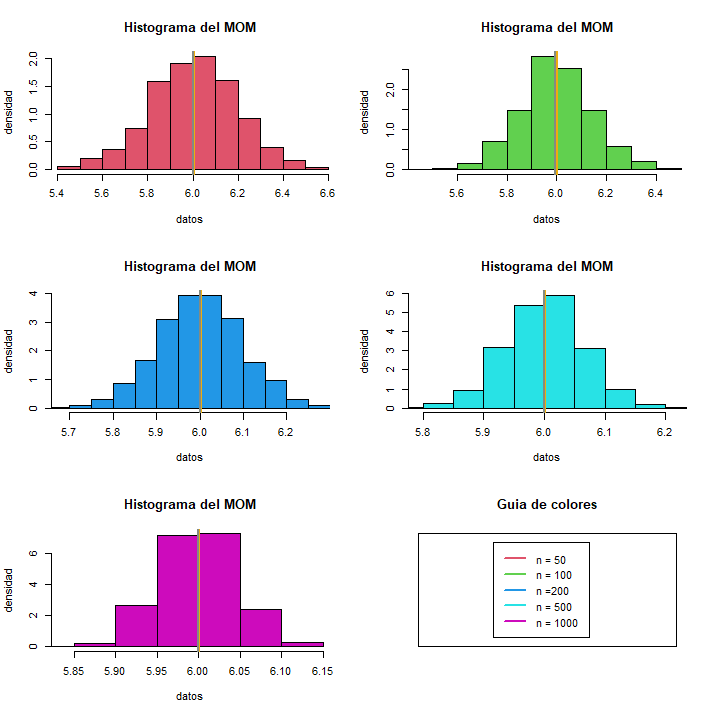 Histograma del MOM
densidad
0.0 0.5 1.0 1.5 2.0
5.4 5.6 5.8 6.0 6.2 6.4 6.6
datos
Histograma del MOM
densidad
0.0 1.0 2.0
5.6 5.8 6.0 6.2 6.4
datos
Histograma del MOM
densidad
0 1 2 3 4
5.7 5.8 5.9 6.0 6.1 6.2
datos
Histograma del MOM
densidad
0 1 2 3 4 5 6
5.8 5.9 6.0 6.1 6.2
datos
Histograma del MOM
densidad
0 2 4 6
5.85 5.90 5.95 6.00 6.05 6.10 6.15
datos
Guia de colores
n = 50
n = 100
n =200
n = 500
n = 1000